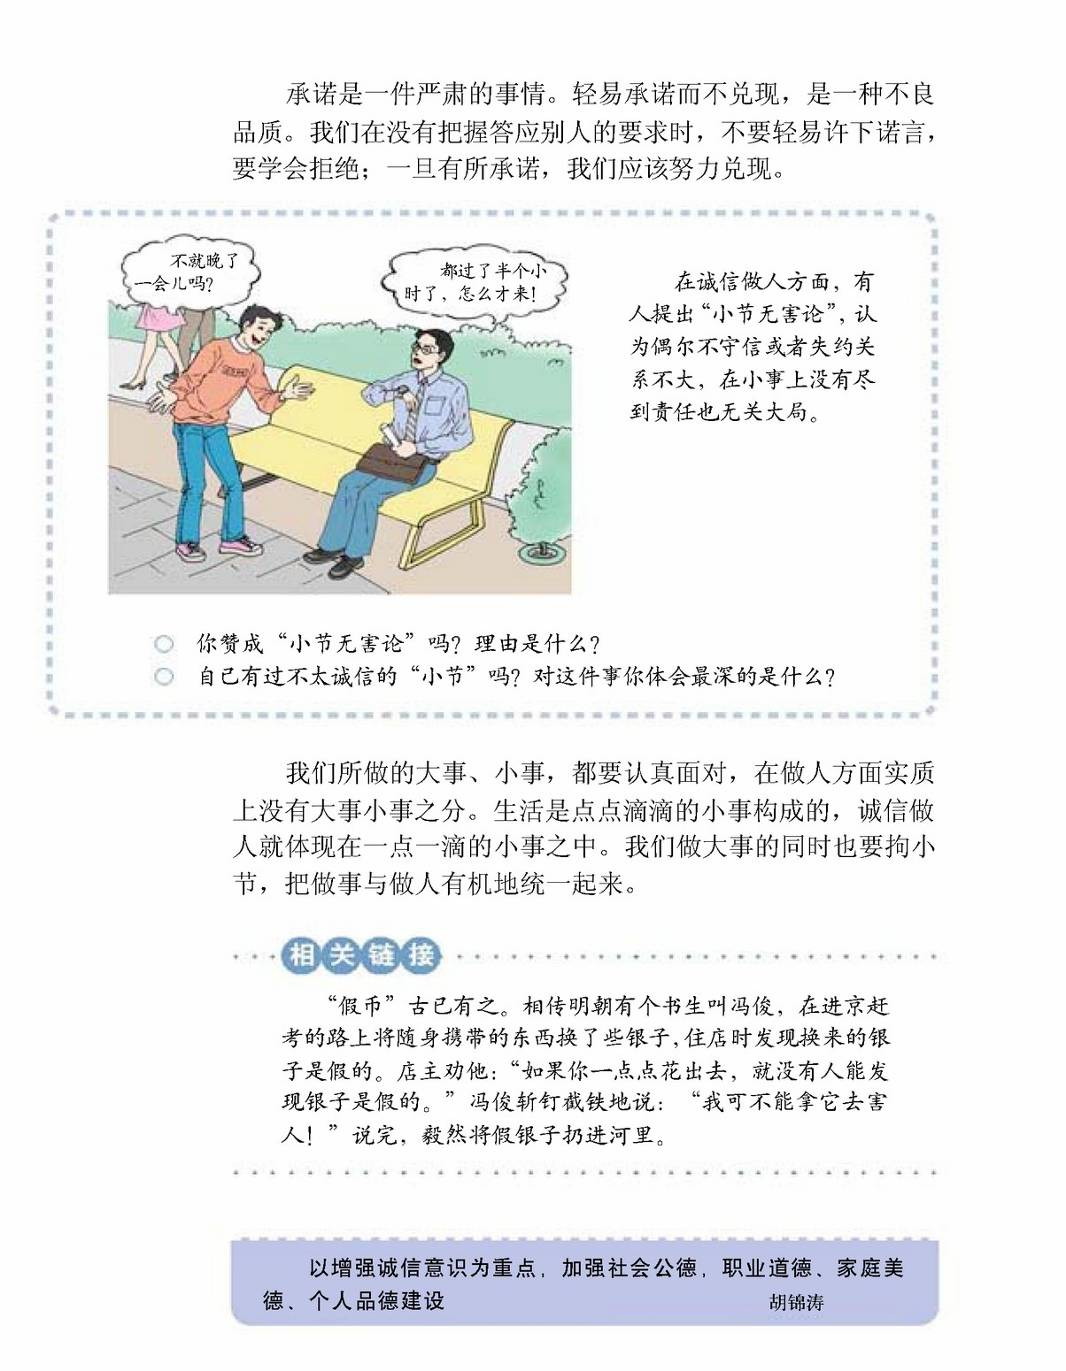 承诺是一件严肃的事情。轻易承诺而不兑现，是一种不良
品质。我们在没有把握答应别人的要求时，不要轻易许下诺言，
要学会拒绝；一旦有所承诺，我们应该努力兑现。
不就晚了
一会儿吗？
都过了半个小
时了，怎么才来！
在诚信做人方面，有
人提出“小节无害论”，认
为偶尔不守信或者失约关
系不大，在小事上没有尽
到责任也无关大局。
你赞成“小节无害论”吗？理由是什么？
自己有过不太诚信的“小节”吗？对这件事你体会最深的是什么？
我们所做的大事、小事，都要认真面对，在做人方面实质
上没有大事小事之分。生活是点点滴滴的小事构成的，诚信做
人就体现在一点一滴的小事之中。我们做大事的同时也要拘小
节，把做事与做人有机地统一起来。
相关链接
“假币”古已有之。相传明朝有个书生叫冯俊，在进京赶
考的路上将随身携带的东西换了些银子，住店时发现换来的银
子是假的。店主劝他：“如果你一点点花出去，就没有人能发
现银子是假的。”冯俊斩钉截铁地说：“我可不能拿它去害
人！”说完，毅然将假银子扔进河里。
以增强诚信意识为重点，加强社会公德，职业道德、家庭美
德、个人品德建设 胡锦涛